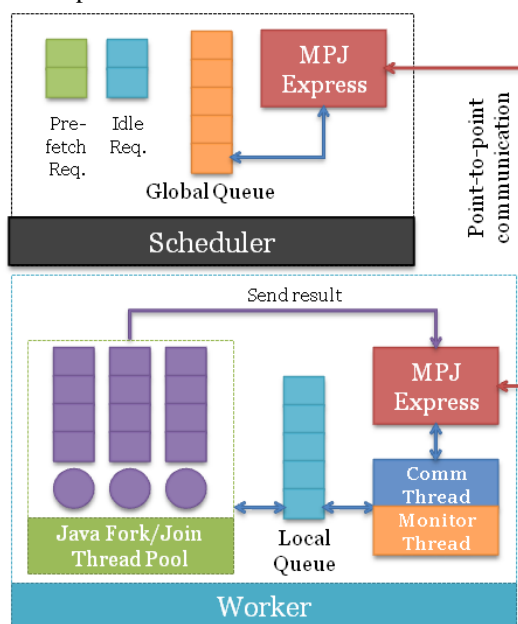 MPJ
Express
Pre-
fetch
Req.
Idle
Req.
Global Queue
Point-to-point
communication
Scheduler
Send result
MPJ
Express
Comm
Thread
Monitor
Thread
Java Fork/Join
Thread Pool
Local
Queue
Worker